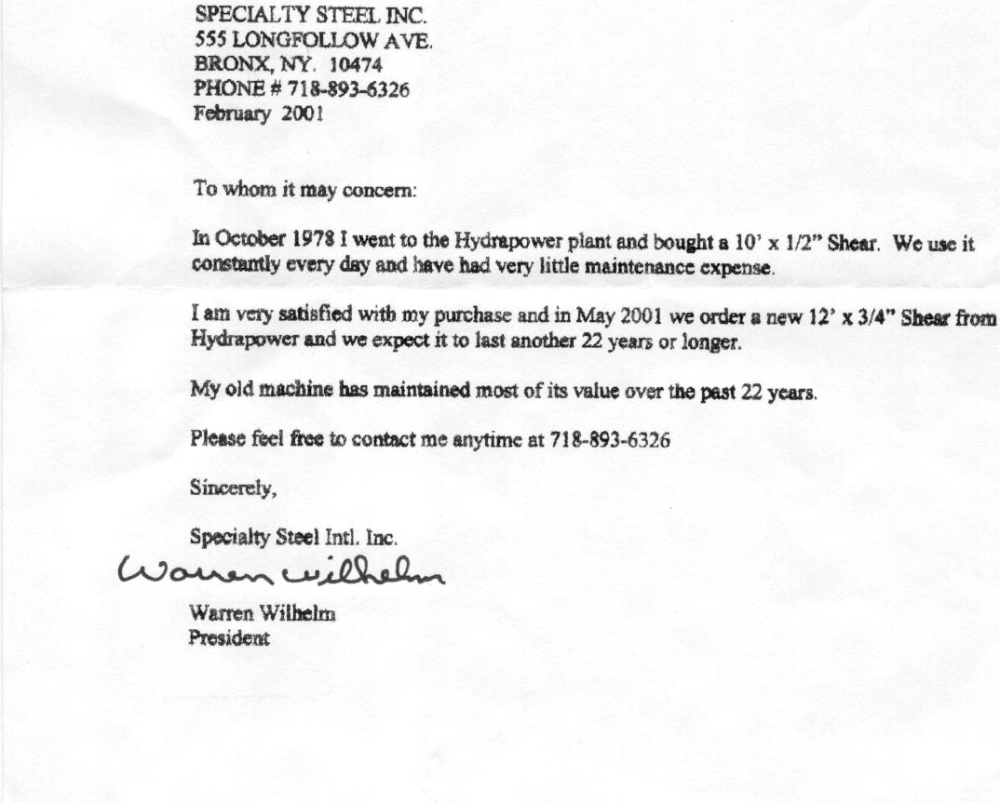 SPECIALTY STEEL INC.
555 LONGFOLLOW AVE.
BRONX, NY.  10474
PHONE # 718-893-6326
February  2001
To whom it may concern:
In October 1978 I went to the Hydrapower plant and bought a 10' x 1/2" Shear.  We use it
constantly every day and have had very little maintenance expense.
I am very satisfied with my purchase and in May 2001 we order a new 12' x 3/4" Shear from
Hydrapower and we expect it to last another 22 years or longer.
My old machine has maintained most of its value over the past 22 years.
Please feel free to contact me anytime at 718-893-6326
Sincerely,
Specialty Steel Intl. Inc.
Warren Wilhelm
Warren Wilhelm
President